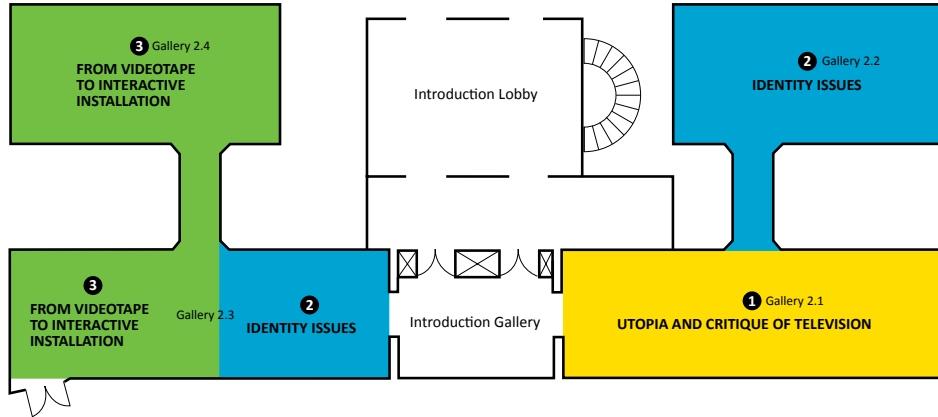 3 Gallery 2.4
FROM VIDEOTAPE
TO INTERACTIVE
INSTALLATION
Introduction Lobby
2 Gallery 2.2
IDENTITY ISSUES
3
FROM VIDEOTAPE
TO INTERACTIVE
INSTALLATION
Gallery 2.3
2
IDENTITY ISSUES
Introduction Gallery
1 Gallery 2.1
UTOPIA AND CRITIQUE OF TELEVISION